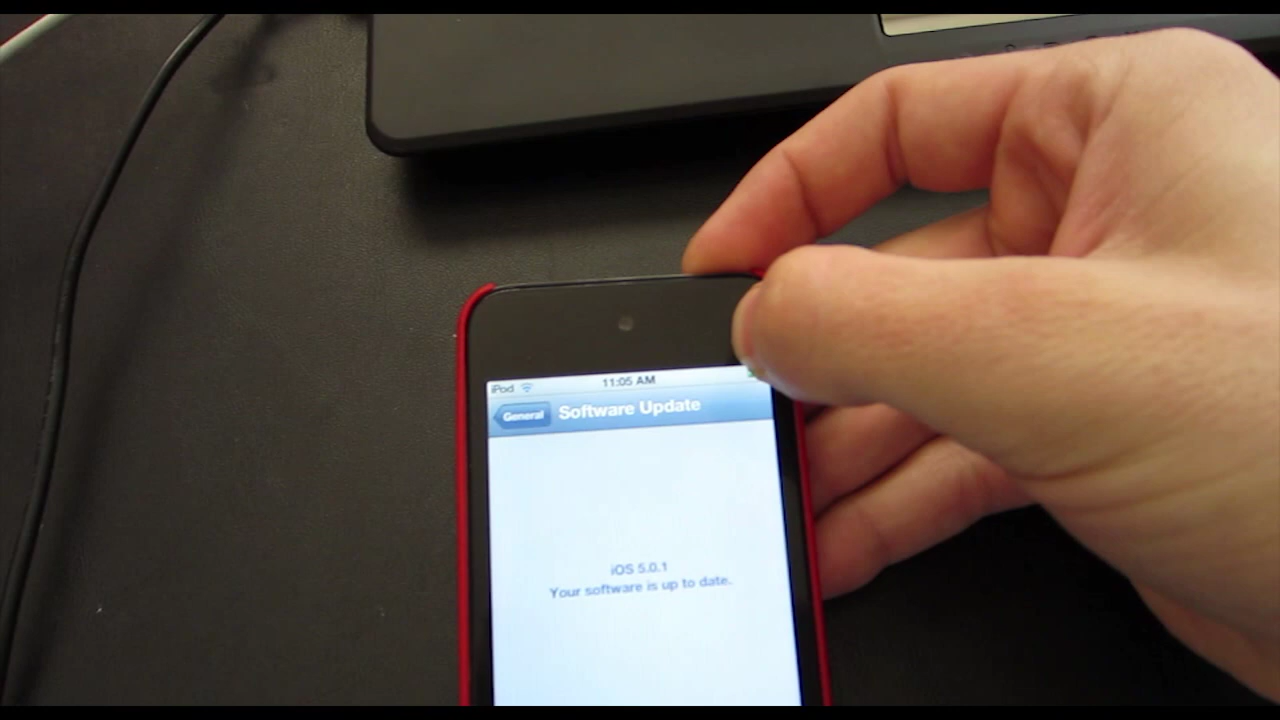 iPod 11:05 AM
General Software Update
iOS 5.0.1
Your software is up to date.